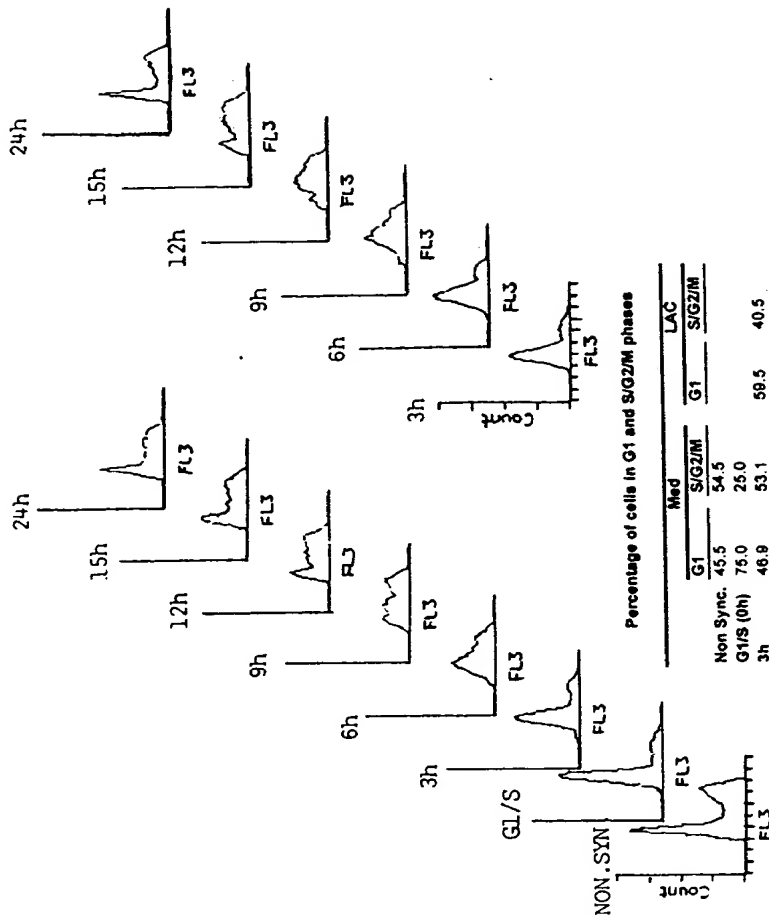 24h
FL3
15h
FL3
12h
FL3
9h
FL3
6h
FL3
3h
Count
FL3
24h
FL3
15h
FL3
12h
FL3
9h
FL3
6h
FL3
3h
FL3
G1/S
FL3
NON.SYN
Count
FL3
Percentage of cells in G1 and S/G2/M phases
Med LAC
G1 S/G2/M G1 S/G2/M
Non Sync. 45.5 54.5
G1/S (0h) 75.0 25.0
3h 46.9 53.1 59.5 40.5